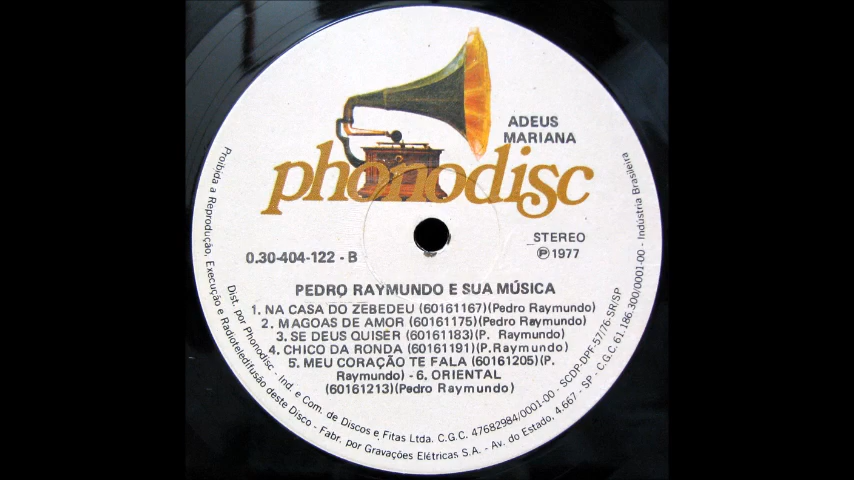 ADEUS
MARIANA
phonodisc
STEREO
0.30-404-122 - B
Ⓟ1977
PEDRO RAYMUNDO E SUA MÚSICA
1. NA CASA DO ZEBEDEU (60161167)(Pedro Raymundo)
2. MAGOAS DE AMOR (60161175)(Pedro Raymundo)
3. SE DEUS QUISER (60161183)(P. Raymundo)
4. CHICO DA RONDA (60161191)(P.Raymundo)
5. MEU CORAÇÃO TE FALA (60161205)(P.
Raymundo) - 6. ORIENTAL
(60161213)(Pedro Raymundo)
Proibida a Reprodução, Execução e Radioteledifusão deste Disco - Fabr. por Gravações Elétricas S.A. - Av. do Estado, 4.667 - SP - C.G.C. 61.186.300/0001-00 - Indústria Brasileira
Dist. por Phonodisc - Ind. e Com. de Discos e Fitas Ltda. C.G.C. 47682984/0001-00 - SCDP-DPF-57/76-SR/SP